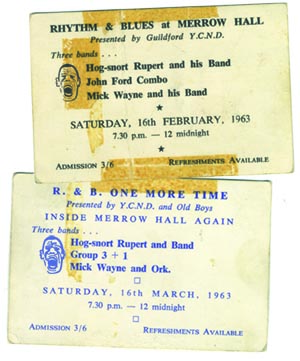 RHYTHM & BLUES at MERROW HALL
Presented by Guildford Y.C.N.D.
Three bands . . .
Hog-snort Rupert and his Band
John Ford Combo
Mick Wayne and his Band
SATURDAY, 16th FEBRUARY, 1963
7.30 p.m. — 12 midnight
ADMISSION 3/6 REFRESHMENTS AVAILABLE
R. & B. ONE MORE TIME
Presented by Y.C.N.D. and Old Boys
INSIDE MERROW HALL AGAIN
Three bands . . .
Hog-snort Rupert and Band
Group 3 + 1
Mick Wayne and Ork.
SATURDAY, 16th MARCH, 1963
7.30 p.m. — 12 midnight
ADMISSION 3/6 REFRESHMENTS AVAILABLE